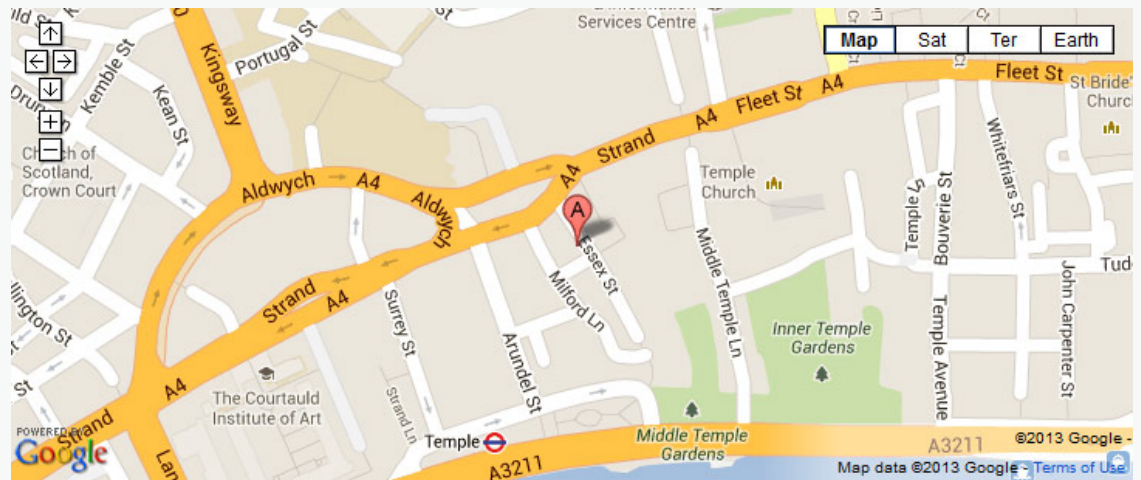 Services Centre
Map
Sat
Ter
Earth
Kingsway
Portugal St
Kemble St
Kean St
Fleet St
A4
Fleet St
A4
Strand
A4
St Bride'
Church of
Scotland,
Crown Court
Aldwych
A4
Aldwych
A
Essex St
Temple
Church
Middle Temple Ln
Temple Ln
Bouverie St
Whitefriars St
Strand
A4
Surrey St
Arundel St
Milford Ln
Inner Temple
Gardens
Temple Avenue
John Carpenter St
Tud
A4
Strand
The Courtauld
Institute of Art
Strand Ln
Temple
A3211
Middle Temple
Gardens
A3211
POWERED BY
Google
©2013 Google -
Map data ©2013 Google - Terms of Use